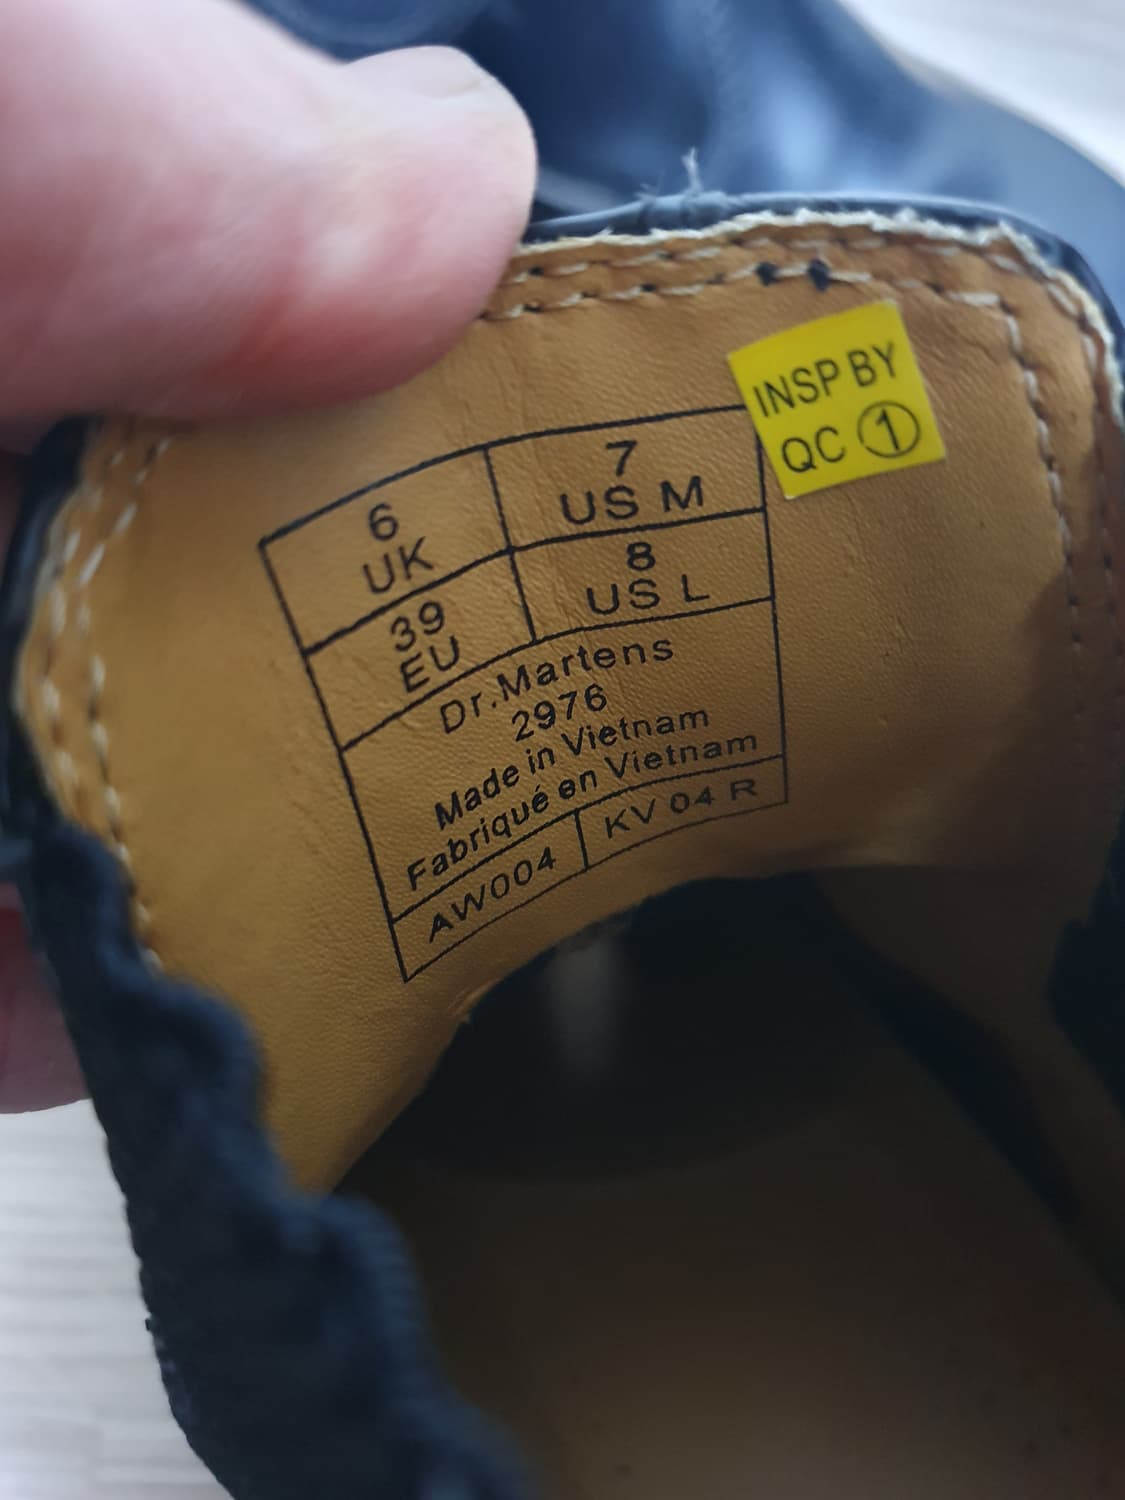 INSP BY
QC 1
6
UK
7
US M
39
EU
8
US L
Dr.Martens
2976
Made in Vietnam
Fabriqué en Vietnam
AW004
KV 04 R